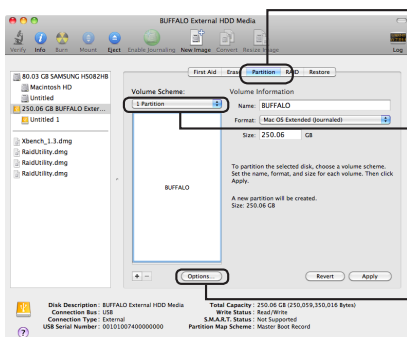 BUFFALO External HDD Media
Verify Info Burn Mount Eject Enable Journaling New Image Convert Resize Image Log
80.03 GB SAMSUNG HS082HB
Macintosh HD
Untitled
250.06 GB BUFFALO Exter...
Untitled 1
Xbench_1.3.dmg
RaidUtility.dmg
RaidUtility.dmg
RaidUtility.dmg
First Aid Erase Partition RAID Restore
Volume Scheme:
1 Partition
BUFFALO
+ - Options...
Volume Information
Name: BUFFALO
Format: Mac OS Extended (Journaled)
Size: 250.06 GB
To partition the selected disk, choose a volume scheme.
Set the name, format, and size for each volume. Then click
Apply.
A new partition will be created.
Size: 250.06 GB
Revert Apply
Disk Description : BUFFALO External HDD Media
Connection Bus : USB
Connection Type : External
USB Serial Number : 00101007400000000
Total Capacity : 250.06 GB (250,059,350,016 Bytes)
Write Status : Read/Write
S.M.A.R.T. Status : Not Supported
Partition Map Scheme : Master Boot Record
?